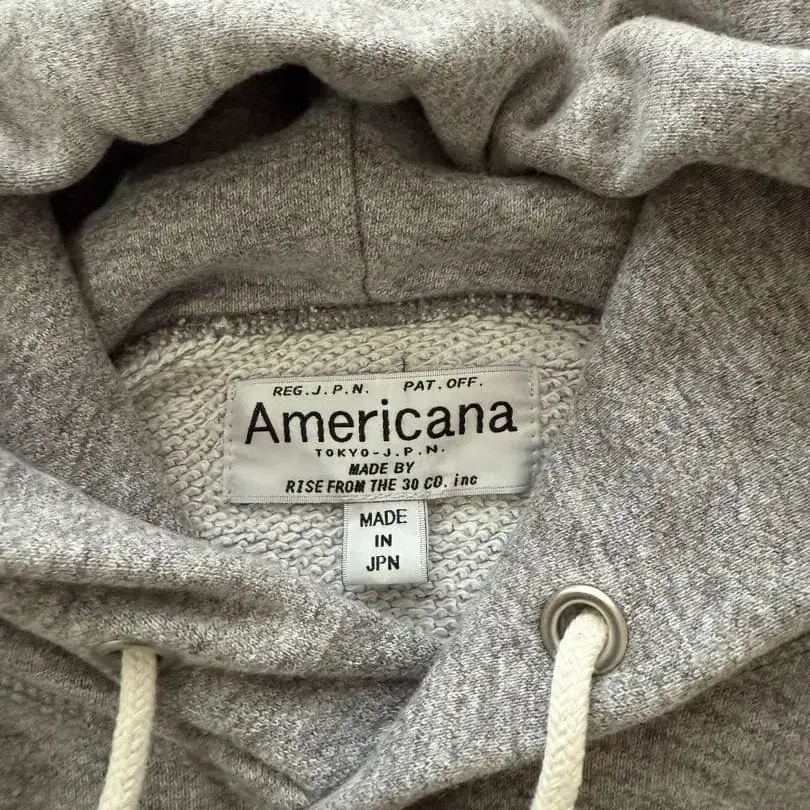 REG.J.P.N. PAT.OFF.
Americana
TOKYO-J.P.N.
MADE BY
RISE FROM THE 30 CO. inc
MADE
IN
JPN